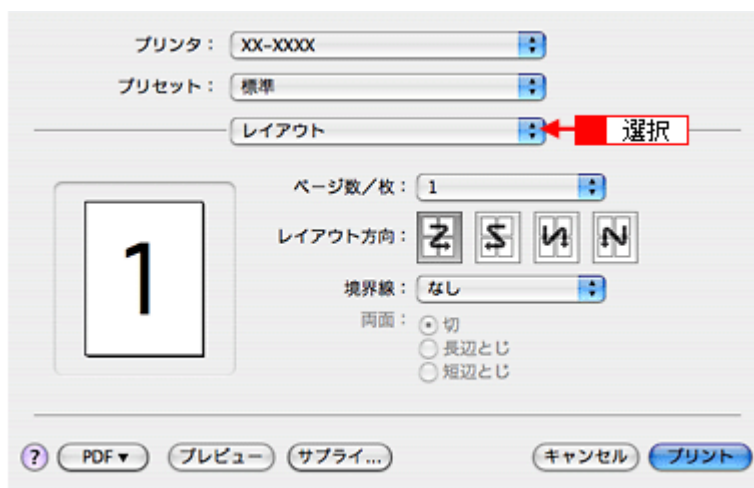 プリンタ： XX-XXXX
プリセット： 標準
レイアウト 選択
ページ数／枚： 1
レイアウト方向：
1
境界線： なし
両面： 切
長辺とじ
短辺とじ
? PDF▼ プレビュー サプライ... キャンセル プリント